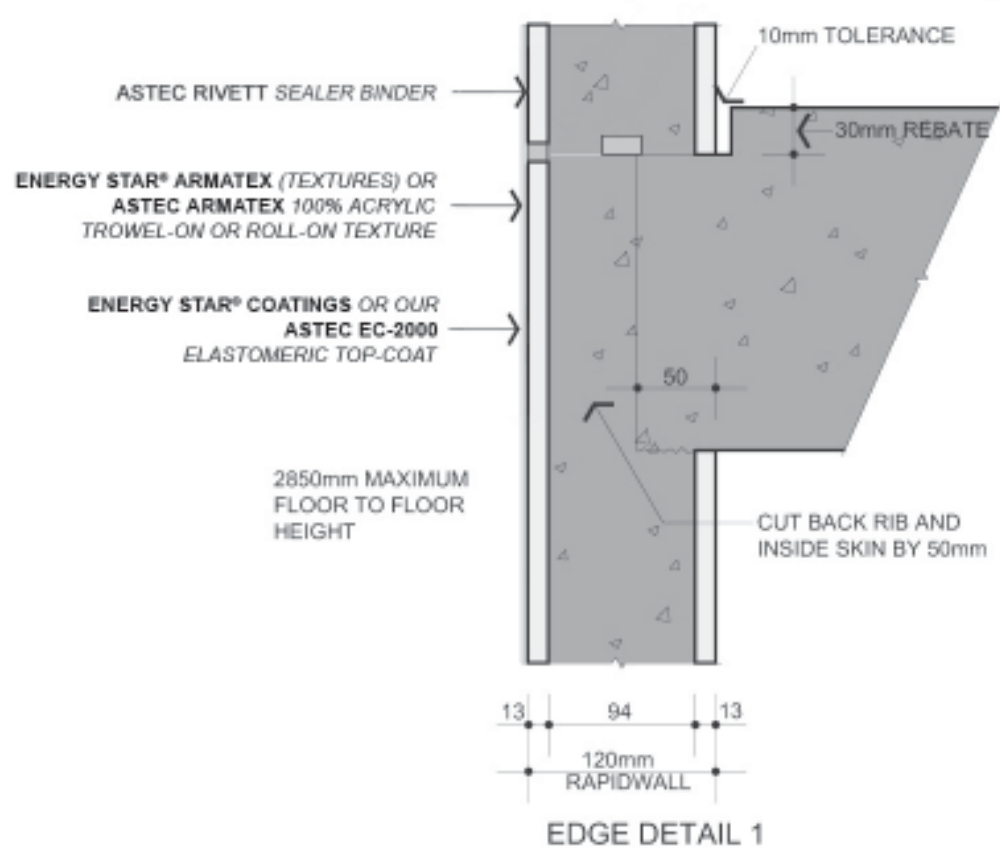 10mm TOLERANCE
ASTEC RIVETT SEALER BINDER
30mm REBATE
ENERGY STAR® ARMATEX (TEXTURES) OR
ASTEC ARMATEX 100% ACRYLIC
TROWEL-ON OR ROLL-ON TEXTURE
ENERGY STAR® COATINGS OR OUR
ASTEC EC-2000
ELASTOMERIC TOP-COAT
50
2850mm MAXIMUM
FLOOR TO FLOOR
HEIGHT
CUT BACK RIB AND
INSIDE SKIN BY 50mm
13 94 13
120mm
RAPIDWALL
EDGE DETAIL 1